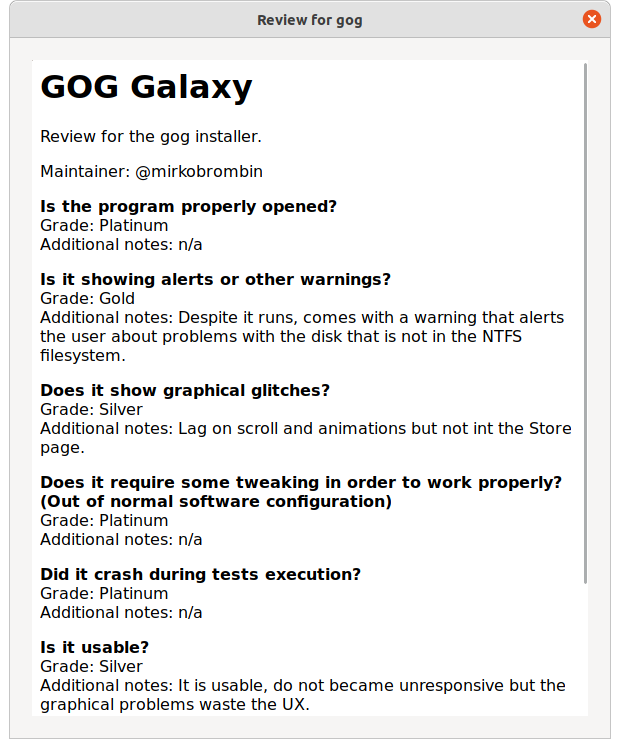 Review for gog
GOG Galaxy
Review for the gog installer.
Maintainer: @mirkobrombin
Is the program properly opened?
Grade: Platinum
Additional notes: n/a
Is it showing alerts or other warnings?
Grade: Gold
Additional notes: Despite it runs, comes with a warning that alerts
the user about problems with the disk that is not in the NTFS
filesystem.
Does it show graphical glitches?
Grade: Silver
Additional notes: Lag on scroll and animations but not int the Store
page.
Does it require some tweaking in order to work properly?
(Out of normal software configuration)
Grade: Platinum
Additional notes: n/a
Did it crash during tests execution?
Grade: Platinum
Additional notes: n/a
Is it usable?
Grade: Silver
Additional notes: It is usable, do not became unresponsive but the
graphical problems waste the UX.